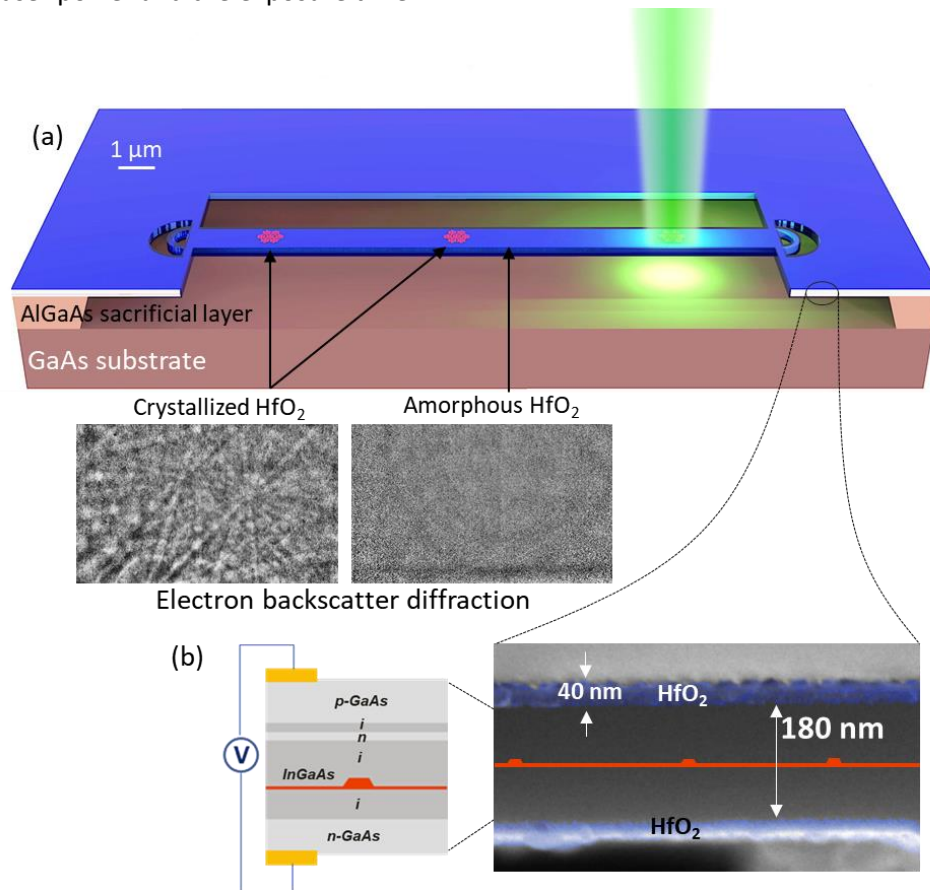 (a)
1 μm
AlGaAs sacrificial layer
GaAs substrate
Crystallized HfO₂
Amorphous HfO₂
Electron backscatter diffraction
(b)
40 nm
HfO₂
180 nm
p-GaAs
i
n
i
InGaAs
i
n-GaAs
V
HfO₂